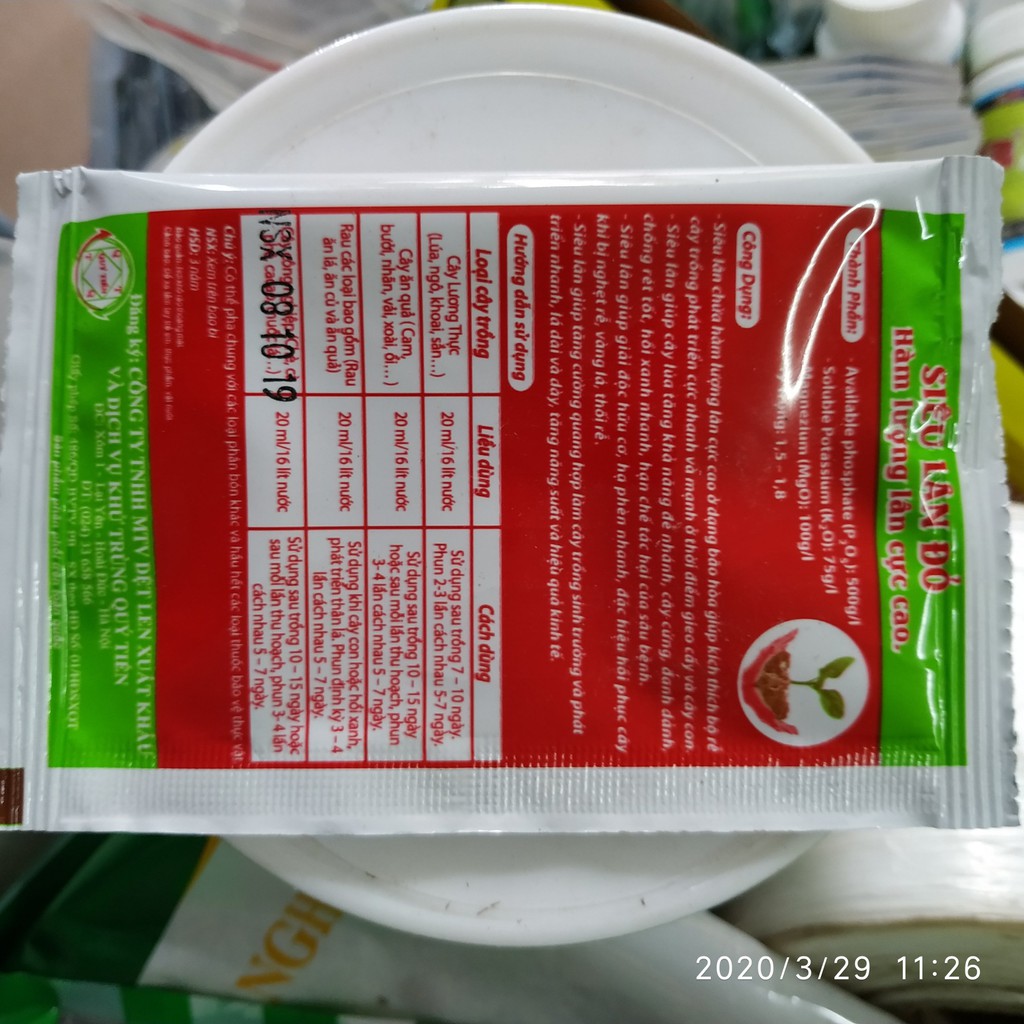 SIÊU LÂN ĐỎ
Hàm lượng lân cực cao.
Thành Phần:
- Available phosphate (P₂O₅): 500g/l
- Soluble Potassium (K₂O): 75g/l
(MgO): 100g/l
1,5 - 1,8
Công Dụng:
- Siêu lân chứa hàm lượng lân cực cao ở dạng bão hòa giúp kích thích bộ rễ
cây trồng phát triển cực nhanh và mạnh ở thời điểm gieo cấy và cây con.
- Siêu lân giúp cây lúa tăng khả năng đẻ nhánh, cây cứng, đanh dảnh,
chống rét tốt, hồi xanh nhanh, hạn chế tác hại của sâu bệnh.
- Siêu lân giúp giải độc hữu cơ, hạ phèn nhanh, đặc hiệu hồi phục cây
khi bị nghẹt rễ, vàng lá, thối rễ.
- Siêu lân giúp tăng cường quang hợp làm cây trồng sinh trưởng và phát
triển nhanh, lá dài và dày, tăng năng suất và hiệu quả kinh tế.
Hướng dẫn sử dụng
Loại cây trồng Liều dùng Cách dùng
Cây Lương Thực
(Lúa, ngô, khoai, sắn...)
20 ml/16 lít nước
Sử dụng sau trồng 7 – 10 ngày.
Phun 2-3 lần cách nhau 5-7 ngày.
Cây ăn quả ( Cam,
bưởi, nhãn, vải, xoài, ổi...)
20 ml/16 lít nước
Sử dụng sau trồng 10 – 15 ngày
hoặc sau mỗi lần thu hoạch, phun
3- 4 lần cách nhau 5 – 7 ngày.
Rau các loại bao gồm (Rau
ăn lá, ăn củ và ăn quả)
20 ml/16 lít nước
Sử dụng khi cây con hoặc hồi xanh,
phát triển thân lá. Phun định kỳ 3 – 4
lần cách nhau 5 – 7 ngày.
NSX 08 10 19
20 ml/16 lít nước
Sử dụng sau trồng 10 – 15 ngày hoặc
sau mỗi lần thu hoạch, phun 3- 4 lần
cách nhau 5 – 7 ngày.
Chú ý: Có thể pha chung với các loại phân bón khác và hầu hết các loại thuốc bảo vệ thực vật
NSX: Xem trên bao bì
HSD: 3 năm
QUÝ TIẾN
Đăng ký: CÔNG TY TNHH MTV DỆT LEN XUẤT KHẨU
VÀ DỊCH VỤ KHỬ TRÙNG QUÝ TIẾN
ĐC: Xóm 1 - Lại Yên - Hoài Đức - Hà Nội
NGH
2020/3/29 11:26